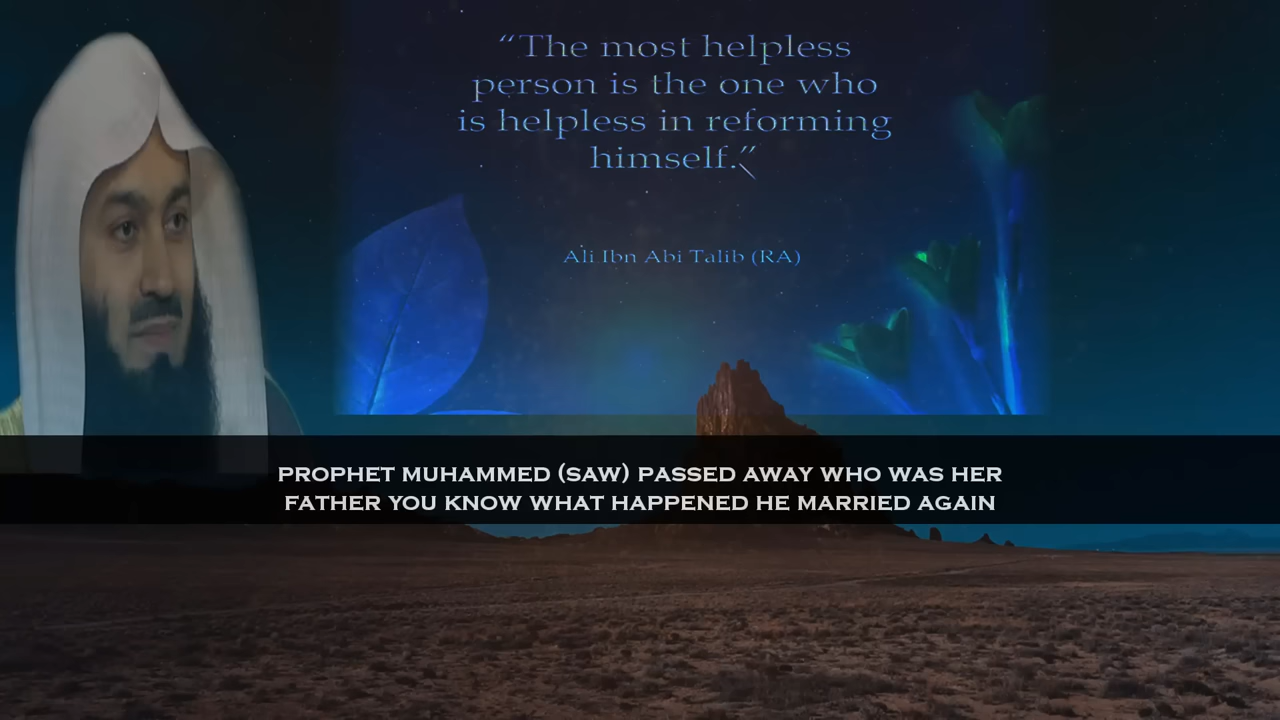 “The most helpless
person is the one who
is helpless in reforming
himself.”
Ali Ibn Abi Talib (RA)
PROPHET MUHAMMED (SAW) PASSED AWAY WHO WAS HER
FATHER YOU KNOW WHAT HAPPENED HE MARRIED AGAIN